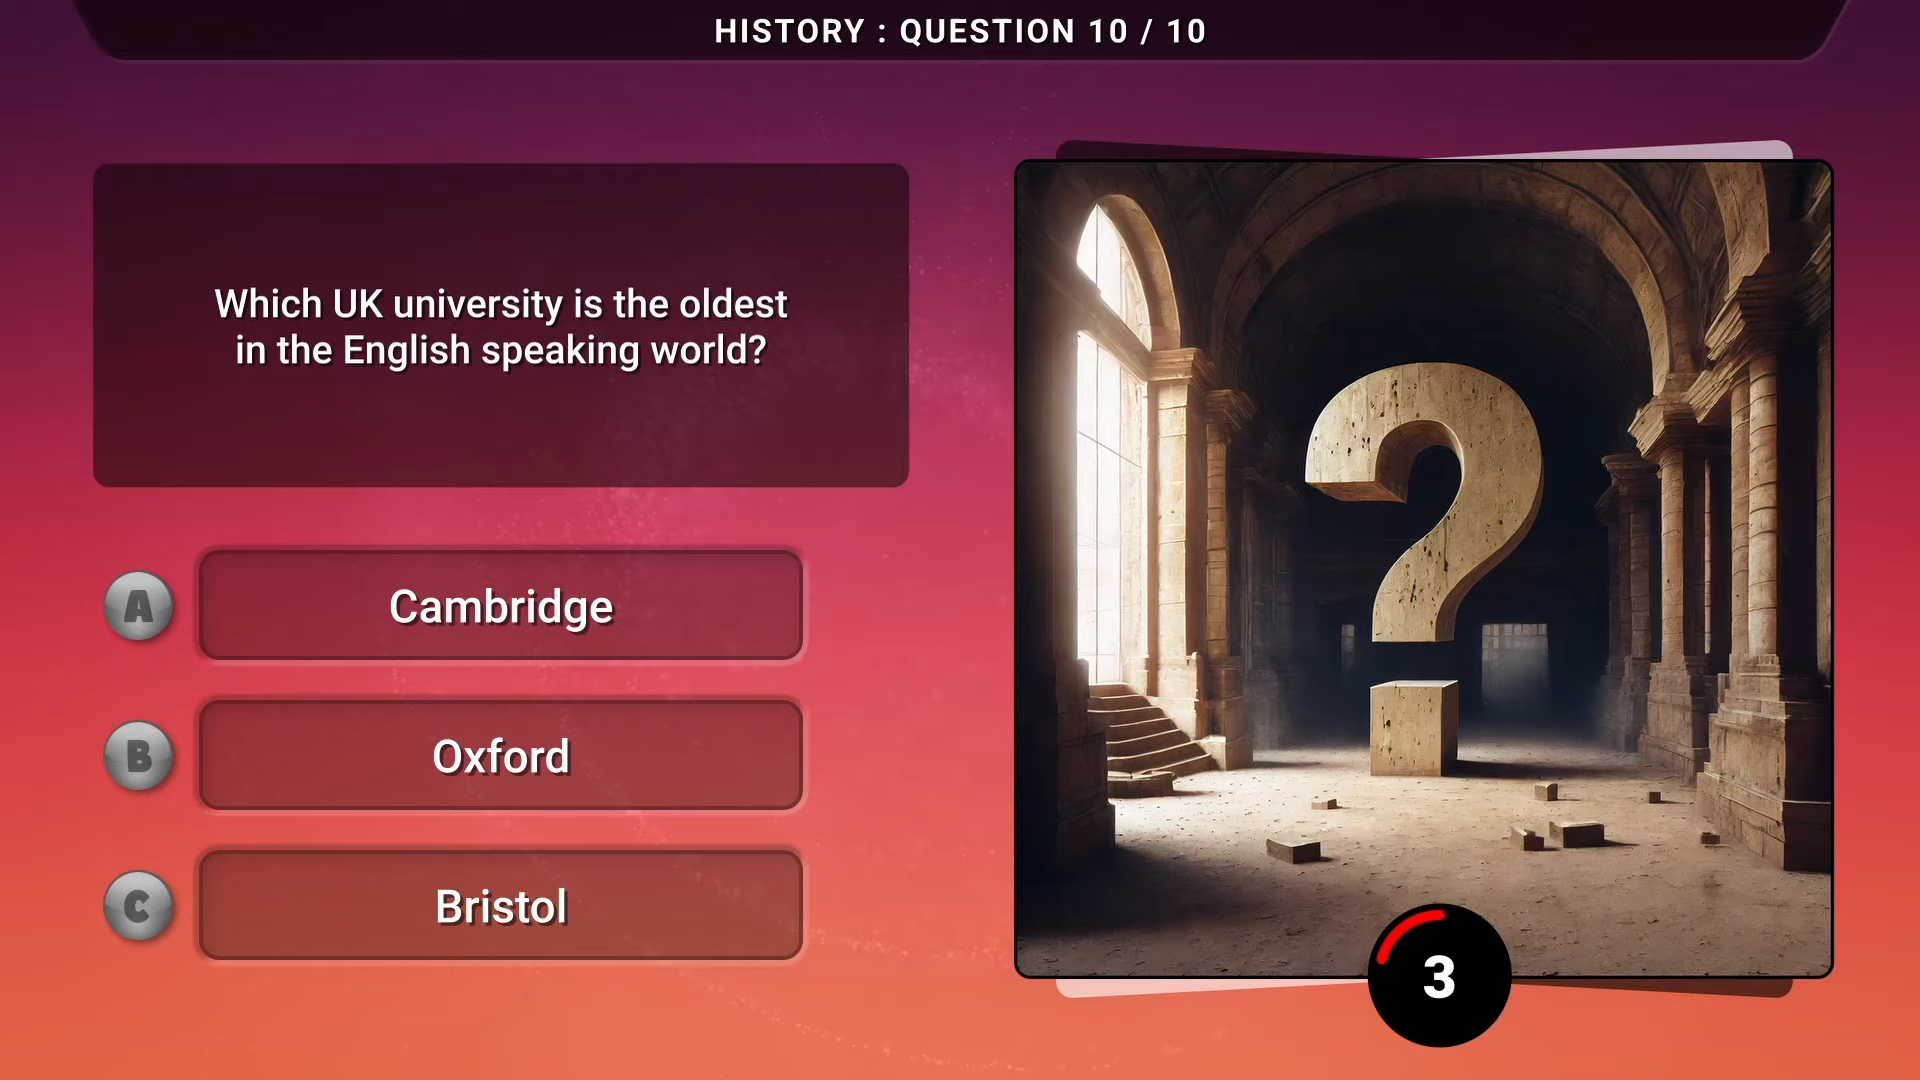 HISTORY : QUESTION 10 / 10
Which UK university is the oldest
in the English speaking world?
A
Cambridge
B
Oxford
C
Bristol
3